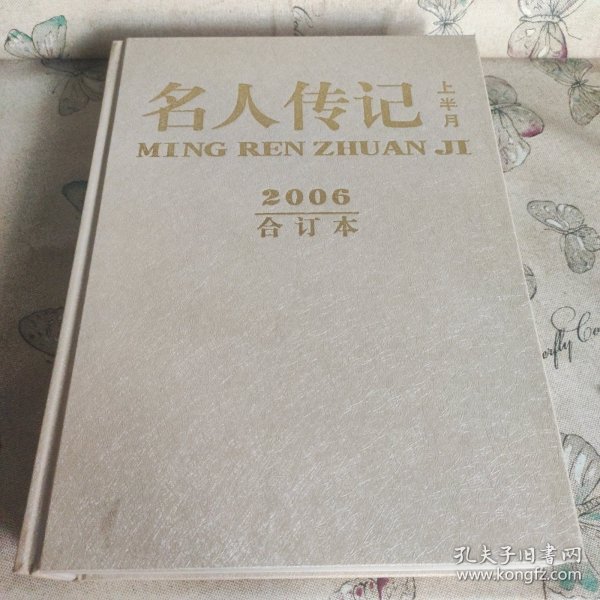 名人传记 上半月
MING REN ZHUAN JI
2006
合订本
孔夫子旧书网
www.kongfz.com